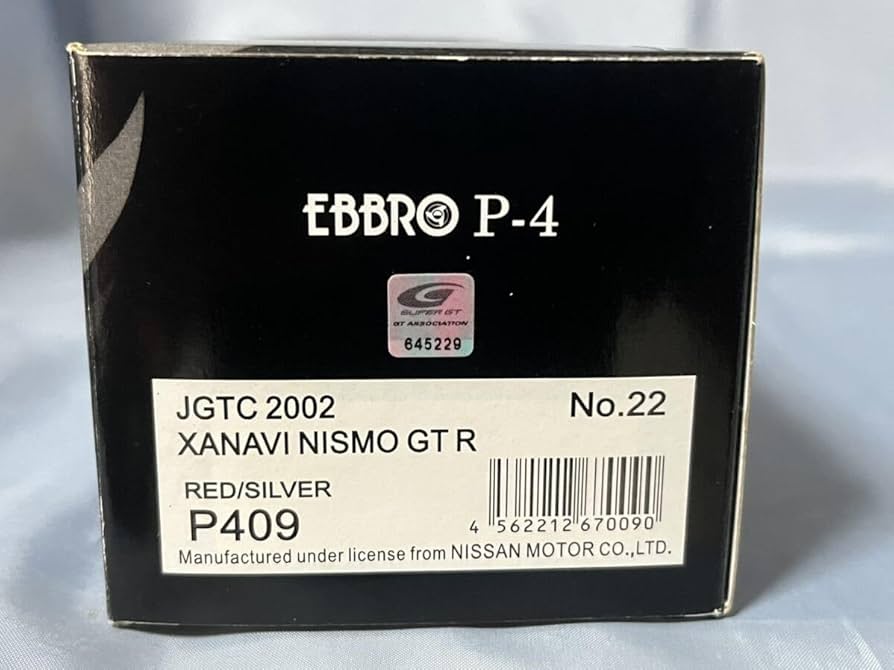 EBBRO P-4
SUPER GT
GT ASSOCIATION
645229
JGTC 2002 No.22
XANAVI NISMO GT R
RED/SILVER
P409
4 562212 670090
Manufactured under license from NISSAN MOTOR CO.,LTD.